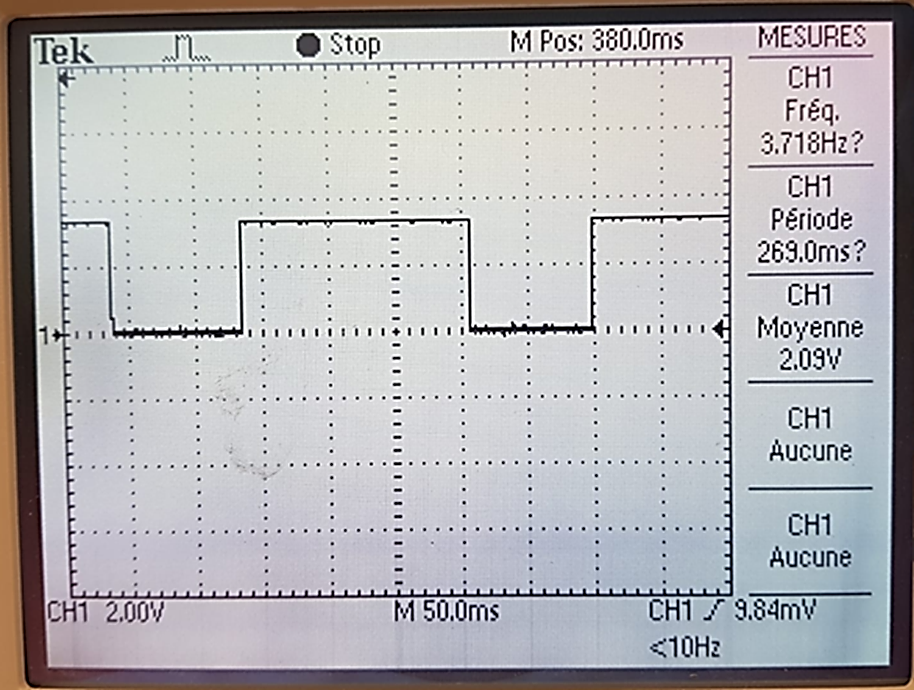 Tek
Stop
M Pos: 380.0ms
MESURES
CH1
Fréq.
3.718Hz?
CH1
Période
269.0ms?
CH1
Moyenne
2.09V
CH1
Aucune
CH1
Aucune
1
CH1 2.00V
M 50.0ms
CH1 9.84mV
<10Hz